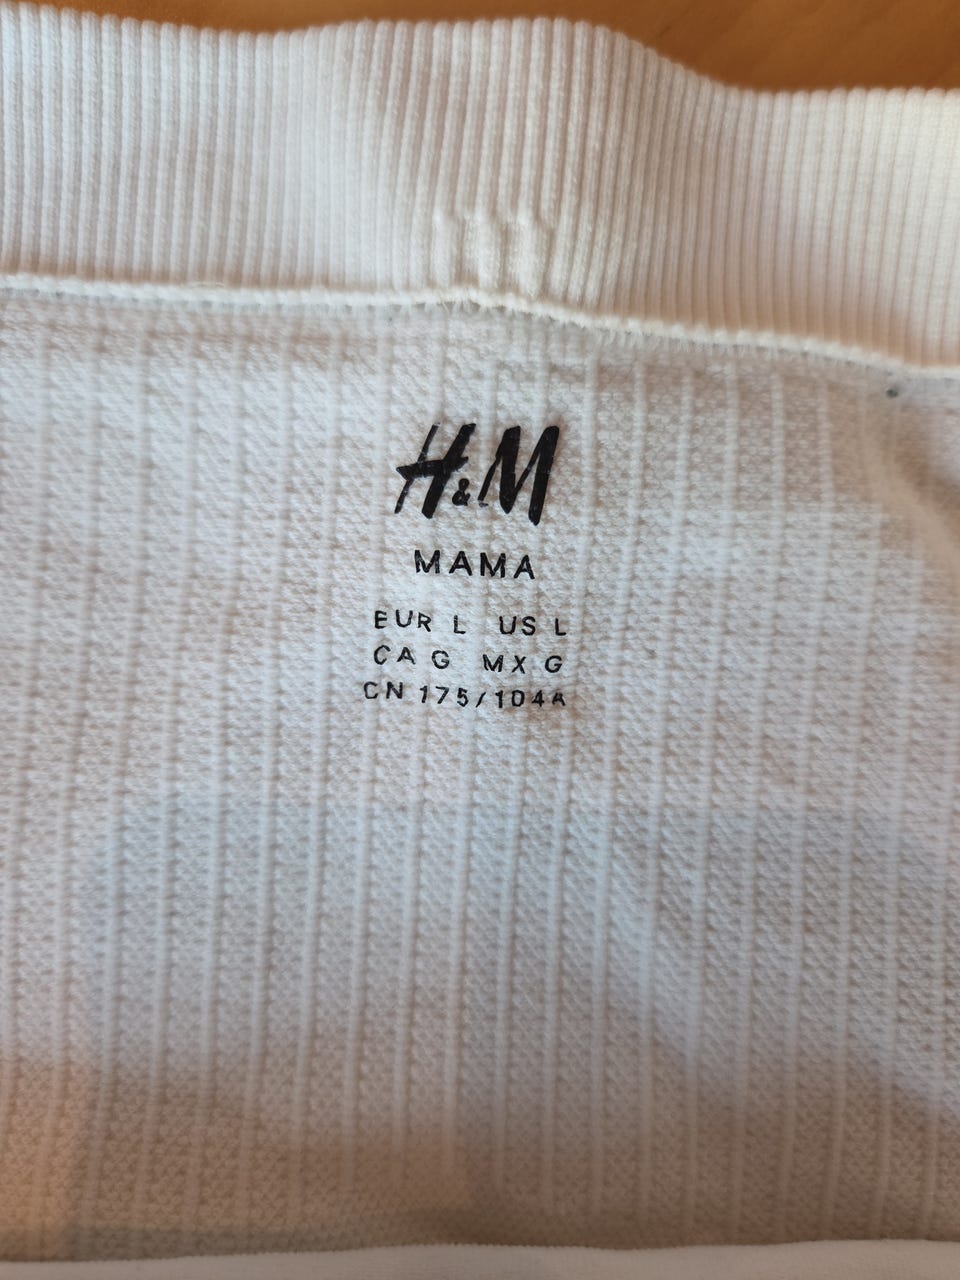 H&M
MAMA
EUR L US L
CA G MX G
CN 175/104A